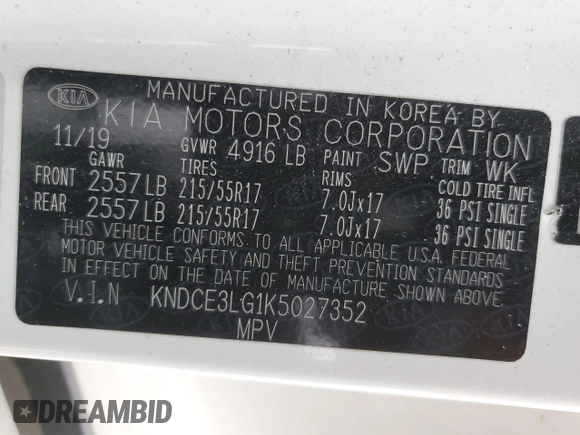 KIA MANUFACTURED IN KOREA BY
KIA MOTORS CORPORATION
11/19 GVWR 4916 LB PAINT SWP TRIM WK
GAWR TIRES RIMS COLD TIRE INFL
FRONT 2557LB 215/55R17 7.0Jx17 36 PSI SINGLE
REAR 2557LB 215/55R17 7.0Jx17 36 PSI SINGLE
THIS VEHICLE CONFORMS TO ALL APPLICABLE U.S.A. FEDERAL
MOTOR VEHICLE SAFETY AND THEFT PREVENTION STANDARDS
IN EFFECT ON THE DATE OF MANUFACTURE SHOWN ABOVE.
V.I.N KNDCE3LG1K5027352
MPV
DREAMBID